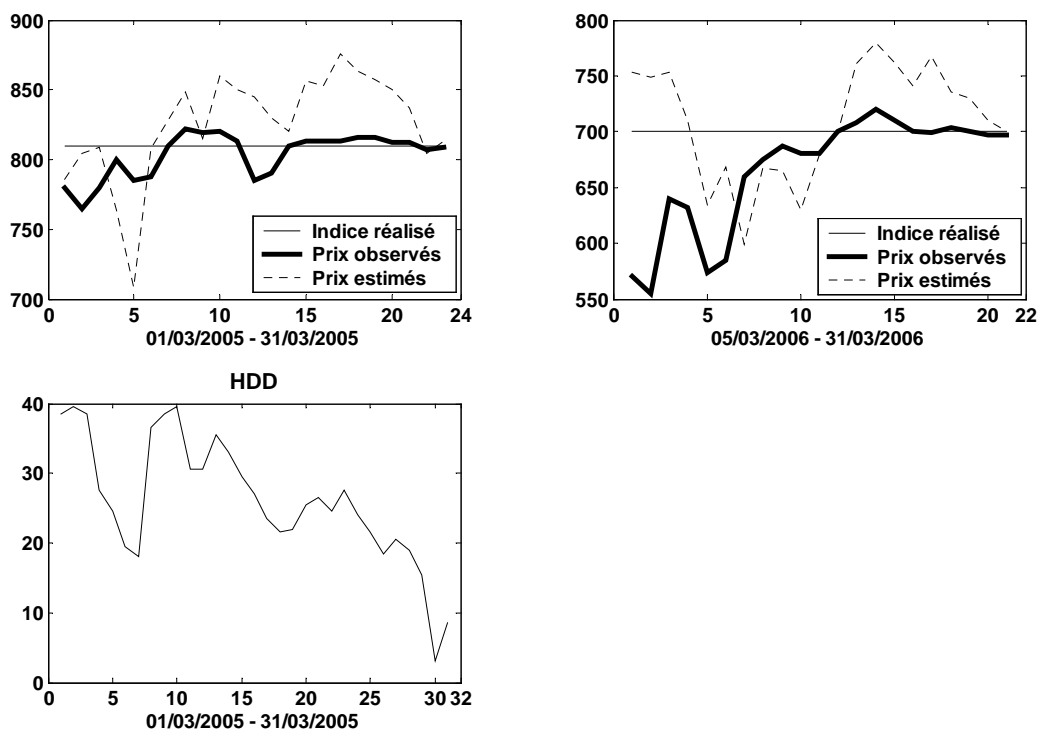 900
850
800
750
700
0 5 10 15 20 24
01/03/2005 - 31/03/2005
Indice réalisé
Prix observés
Prix estimés
800
750
700
650
600
550
0 5 10 15 20 22
05/03/2006 - 31/03/2006
Indice réalisé
Prix observés
Prix estimés
HDD
40
30
20
10
0
0 5 10 15 20 25 30 32
01/03/2005 - 31/03/2005